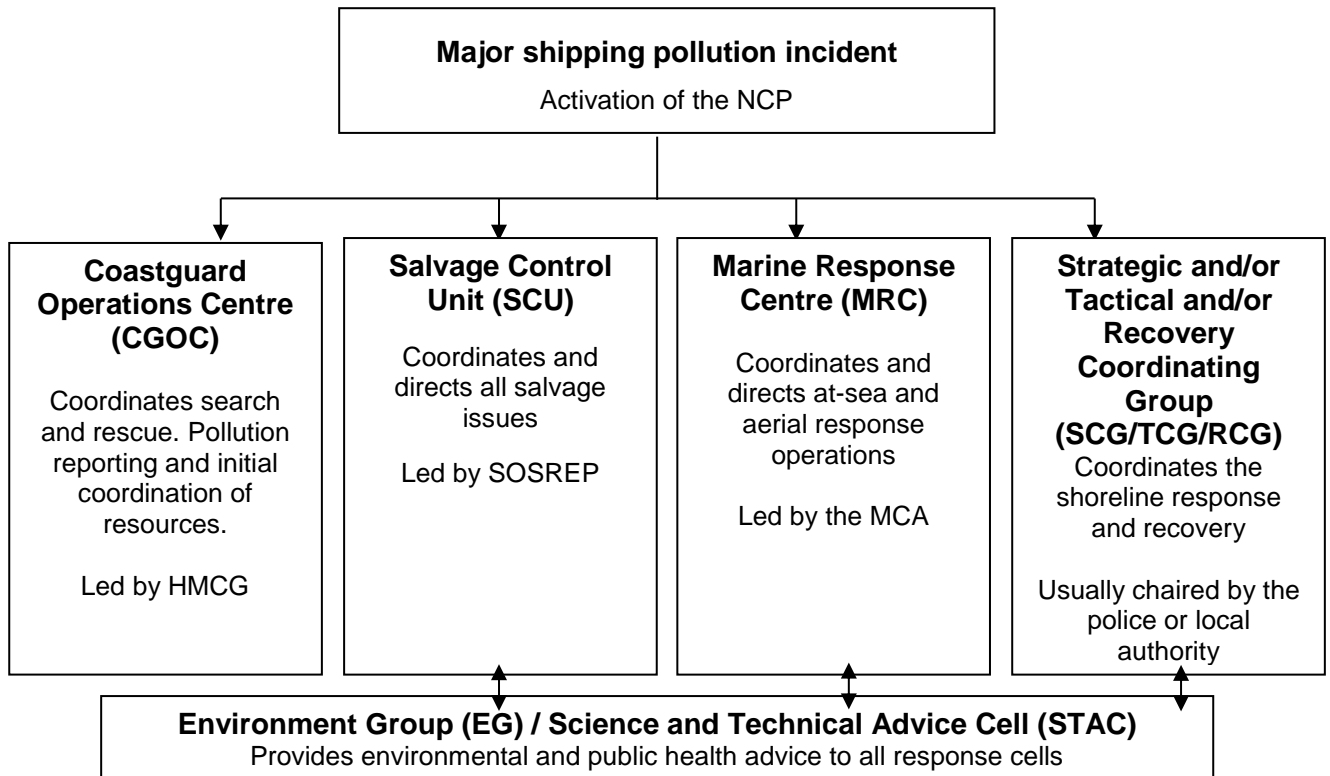 Major shipping pollution incident
Activation of the NCP
Coastguard
Operations Centre
(CGOC)
Coordinates search
and rescue. Pollution
reporting and initial
coordination of
resources.
Led by HMCG
Salvage Control
Unit (SCU)
Coordinates and
directs all salvage
issues
Led by SOSREP
Marine Response
Centre (MRC)
Coordinates and
directs at-sea and
aerial response
operations
Led by the MCA
Strategic and/or
Tactical and/or
Recovery
Coordinating
Group
(SCG/TCG/RCG)
Coordinates the
shoreline response
and recovery
Usually chaired by the
police or local
authority
Environment Group (EG) / Science and Technical Advice Cell (STAC)
Provides environmental and public health advice to all response cells